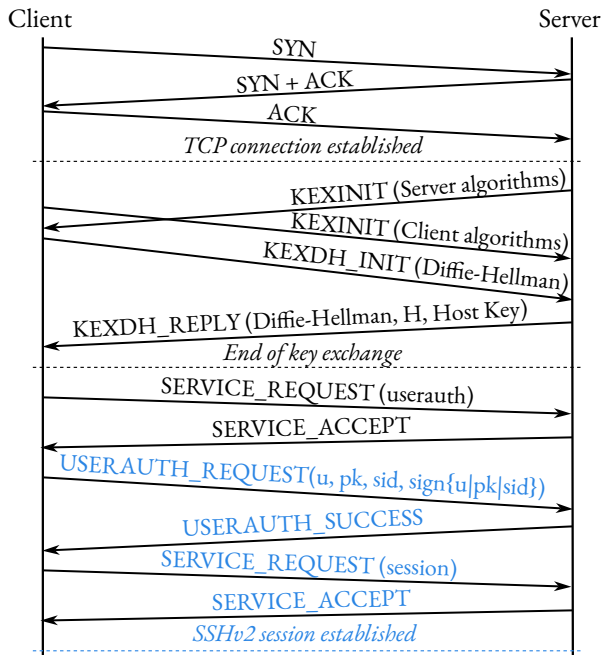 Client
Server
SYN
SYN + ACK
ACK
TCP connection established
KEXINIT (Server algorithms)
KEXINIT (Client algorithms)
KEXDH_INIT (Diffie-Hellman)
KEXDH_REPLY (Diffie-Hellman, H, Host Key)
End of key exchange
SERVICE_REQUEST (userauth)
SERVICE_ACCEPT
USERAUTH_REQUEST(u, pk, sid, sign{u|pk|sid})
USERAUTH_SUCCESS
SERVICE_REQUEST (session)
SERVICE_ACCEPT
SSHv2 session established